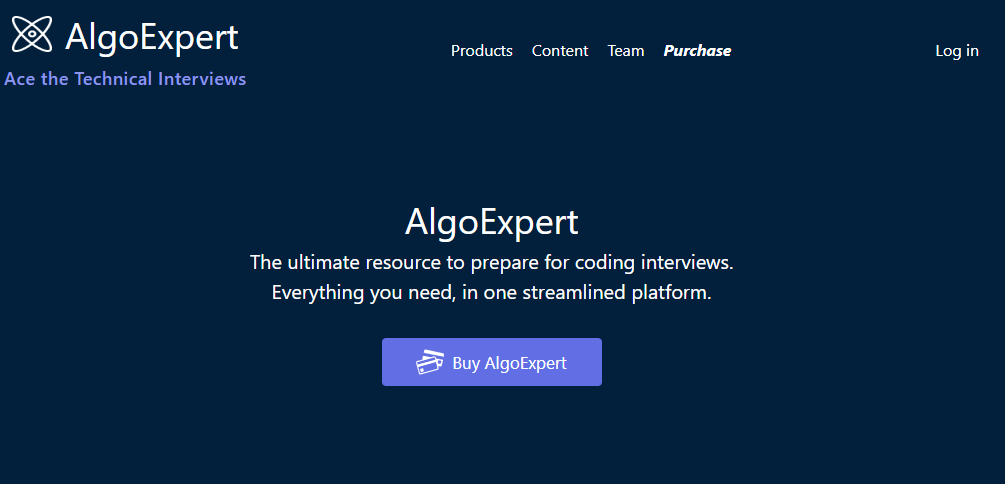 AlgoExpert
Ace the Technical Interviews
Products Content Team Purchase Log in
AlgoExpert
The ultimate resource to prepare for coding interviews.
Everything you need, in one streamlined platform.
Buy AlgoExpert